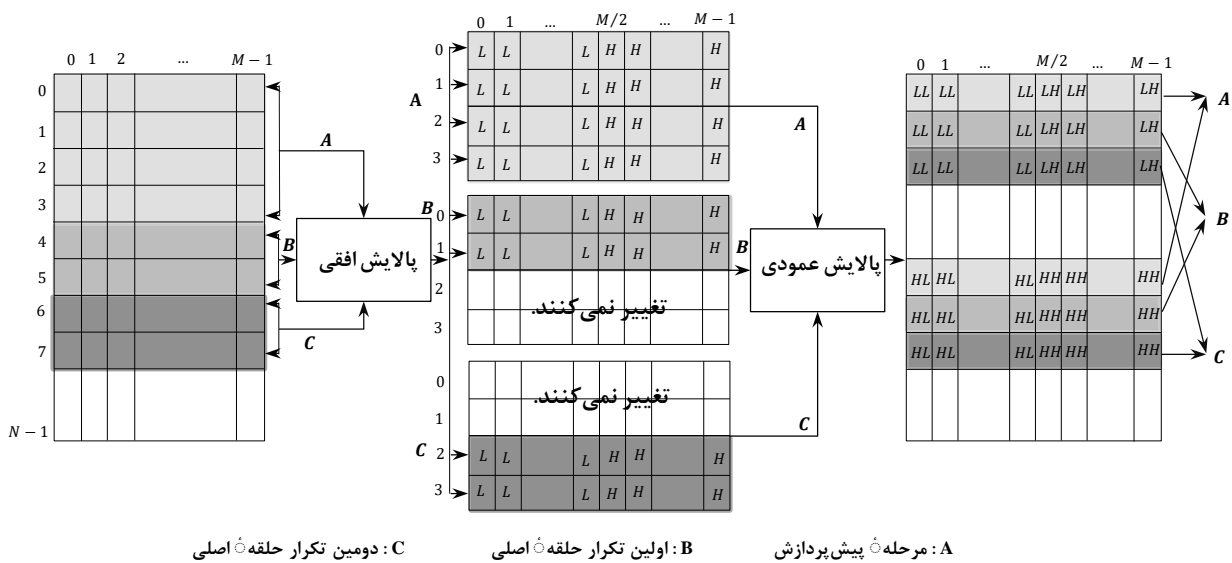 0 1 2 ... M − 1
0
1
2
3
4
5
6
7
N − 1
A
B
C
پالایش افقی
0 1 ... M/2 ... M − 1
A
0 L L L H H H
1 L L L H H H
2 L L L H H H
3 L L L H H H
B
0 L L L H H H
1 L L L H H H
2
3
تغییر نمی‌کنند.
0
1
تغییر نمی‌کنند.
C
2 L L L H H H
3 L L L H H H
A
B
C
پالایش عمودی
0 1 ... M/2 ... M − 1
LL LL LL LH LH LH
LL LL LL LH LH LH
LL LL LL LH LH LH
HL HL HL HH HH HH
HL HL HL HH HH HH
HL HL HL HH HH HH
A
B
C
A : مرحلهٔ پیش‌پردازش
B : اولین تکرار حلقهٔ اصلی
C : دومین تکرار حلقهٔ اصلی